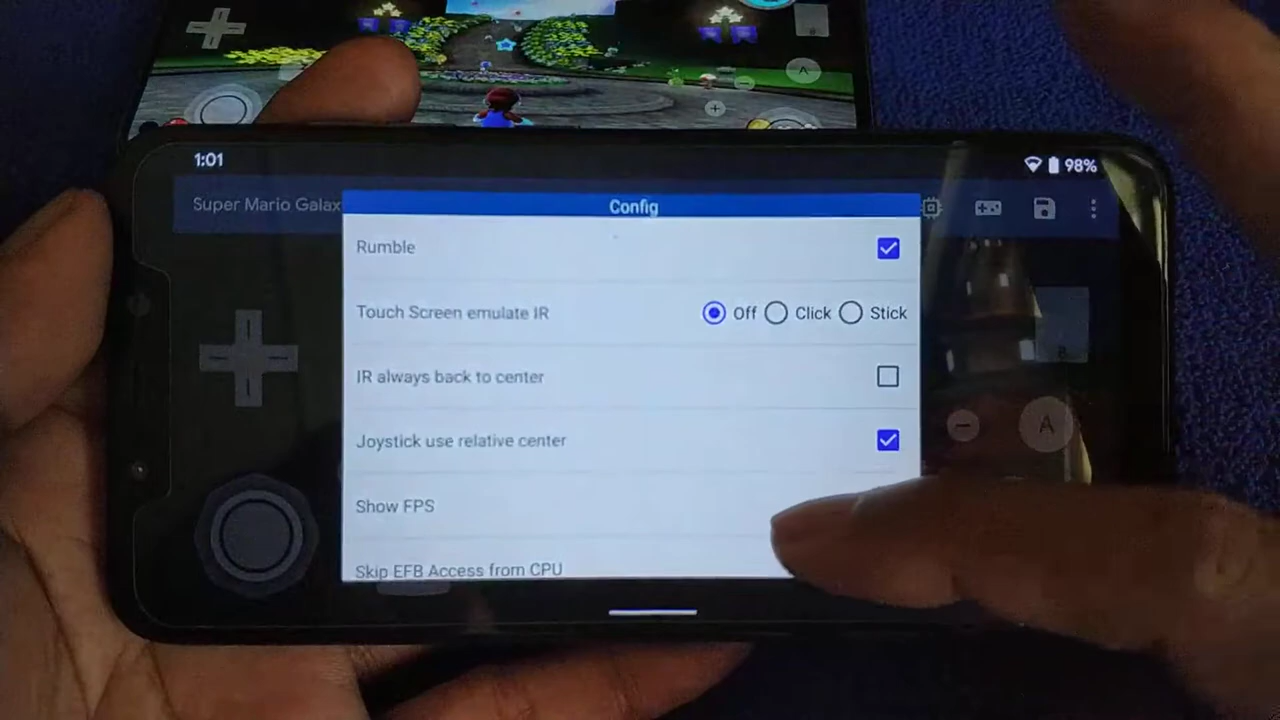 A
+
1:01
98%
Super Mario Galax
Config
Rumble
Touch Screen emulate IR
Off
Click
Stick
IR always back to center
Joystick use relative center
A
Show FPS
Skip EFB Access from CPU